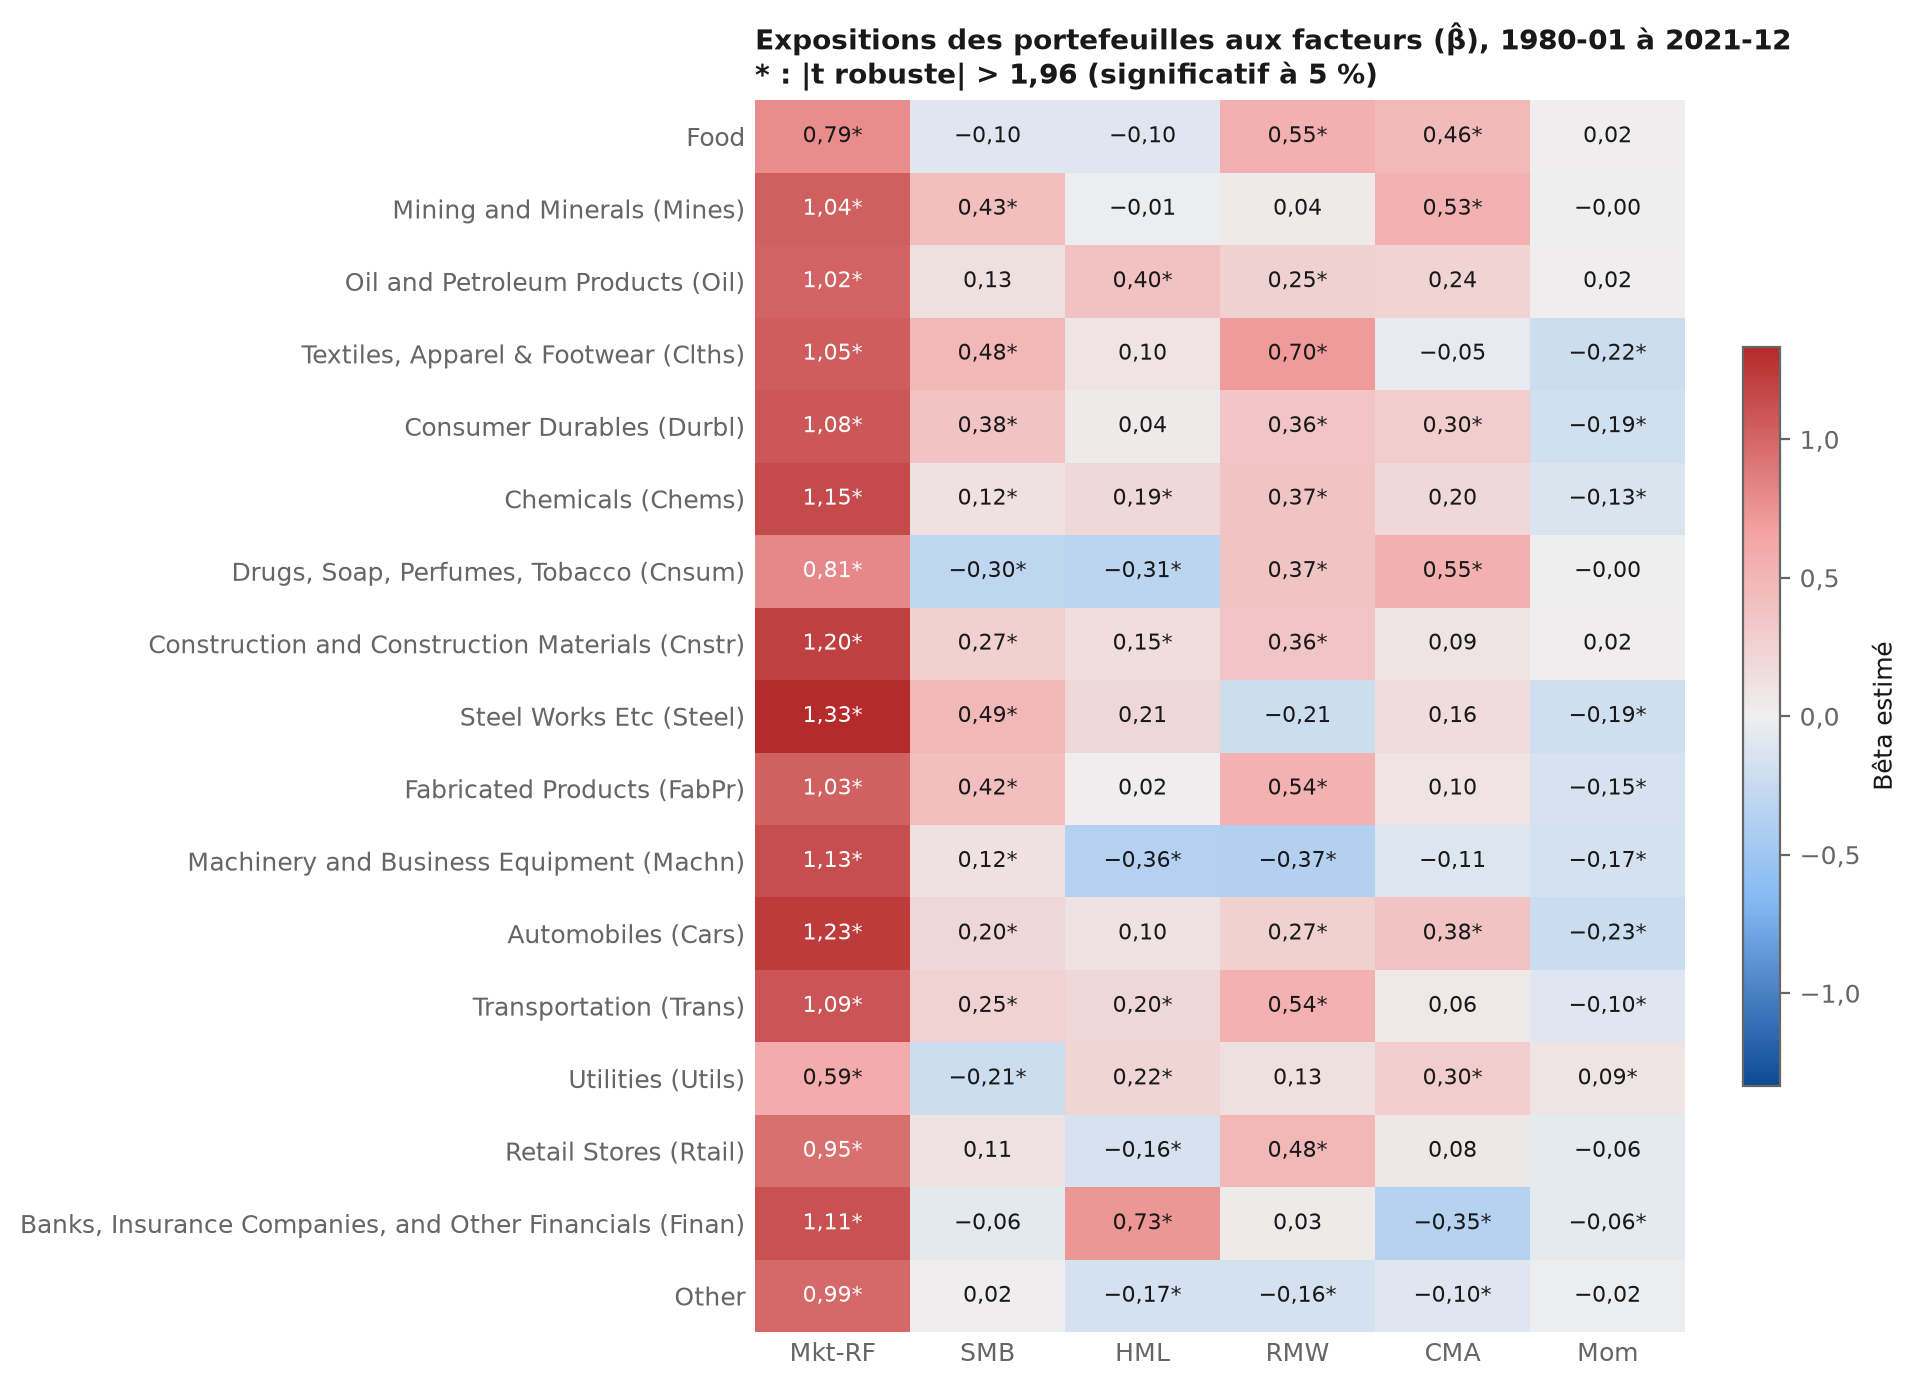 Expositions des portefeuilles aux facteurs (β̂), 1980-01 à 2021-12
* : |t robuste| > 1,96 (significatif à 5 %)
Food 0,79* −0,10 −0,10 0,55* 0,46* 0,02
Mining and Minerals (Mines) 1,04* 0,43* −0,01 0,04 0,53* −0,00
Oil and Petroleum Products (Oil) 1,02* 0,13 0,40* 0,25* 0,24 0,02
Textiles, Apparel & Footwear (Clths) 1,05* 0,48* 0,10 0,70* −0,05 −0,22*
Consumer Durables (Durbl) 1,08* 0,38* 0,04 0,36* 0,30* −0,19*
Chemicals (Chems) 1,15* 0,12* 0,19* 0,37* 0,20 −0,13*
Drugs, Soap, Perfumes, Tobacco (Cnsum) 0,81* −0,30* −0,31* 0,37* 0,55* −0,00
Construction and Construction Materials (Cnstr) 1,20* 0,27* 0,15* 0,36* 0,09 0,02
Steel Works Etc (Steel) 1,33* 0,49* 0,21 −0,21 0,16 −0,19*
Fabricated Products (FabPr) 1,03* 0,42* 0,02 0,54* 0,10 −0,15*
Machinery and Business Equipment (Machn) 1,13* 0,12* −0,36* −0,37* −0,11 −0,17*
Automobiles (Cars) 1,23* 0,20* 0,10 0,27* 0,38* −0,23*
Transportation (Trans) 1,09* 0,25* 0,20* 0,54* 0,06 −0,10*
Utilities (Utils) 0,59* −0,21* 0,22* 0,13 0,30* 0,09*
Retail Stores (Rtail) 0,95* 0,11 −0,16* 0,48* 0,08 −0,06
Banks, Insurance Companies, and Other Financials (Finan) 1,11* −0,06 0,73* 0,03 −0,35* −0,06*
Other 0,99* 0,02 −0,17* −0,16* −0,10* −0,02
Mkt-RF SMB HML RMW CMA Mom
1,0
0,5
0,0
−0,5
−1,0
Bêta estimé